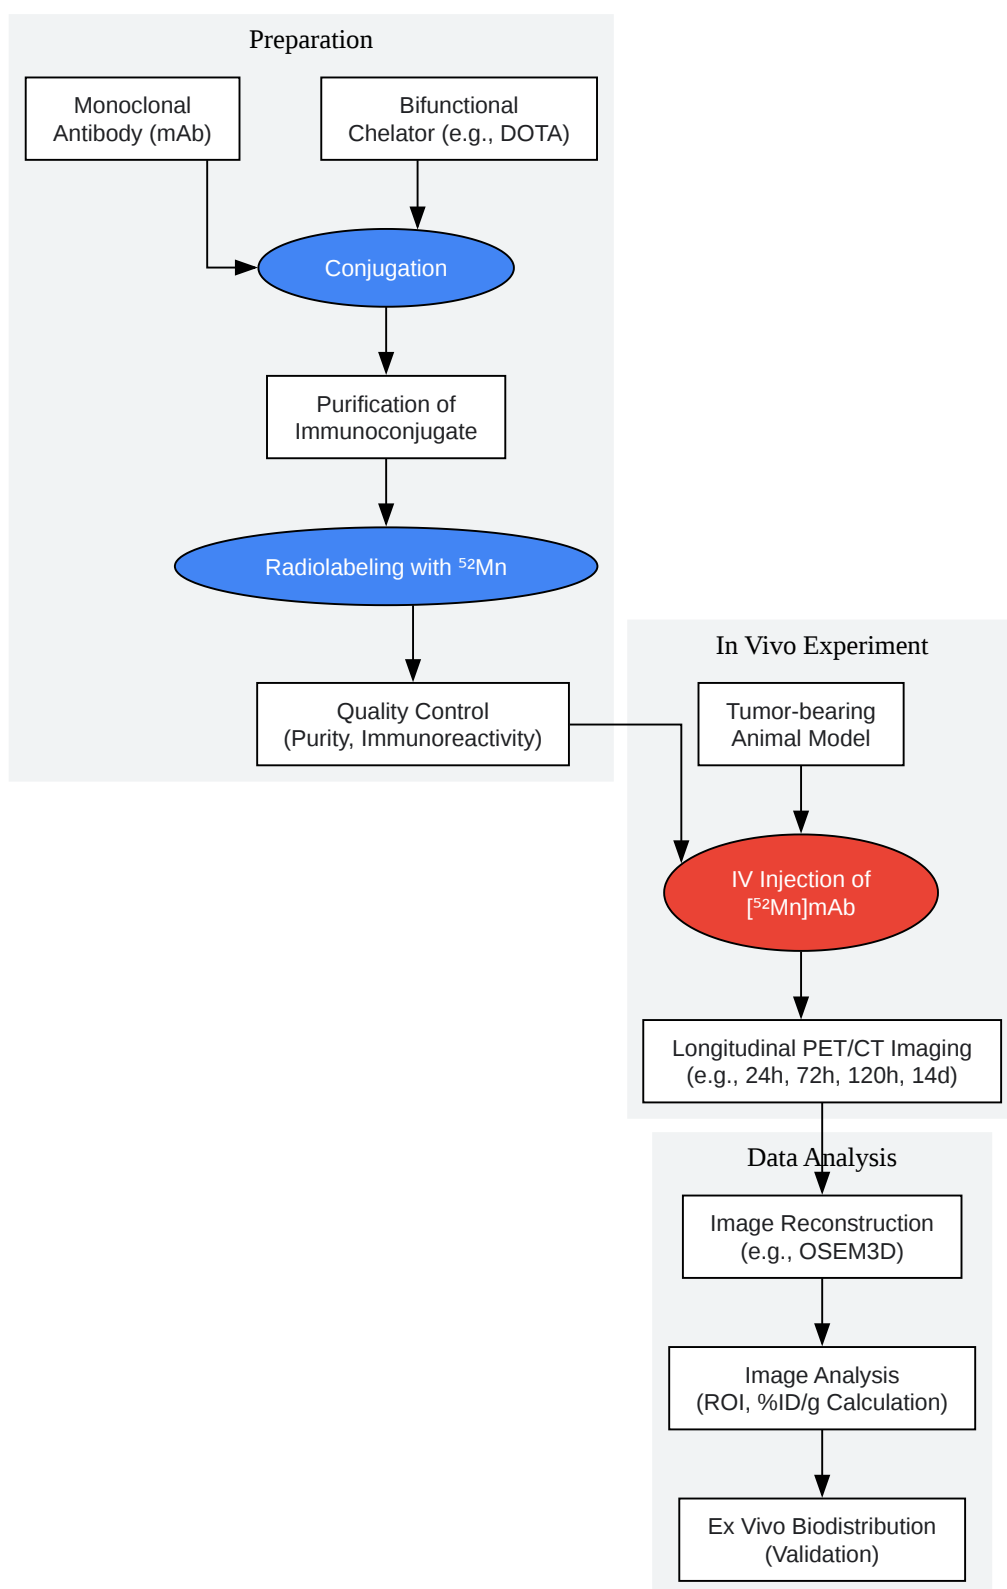 Preparation
Monoclonal
Antibody (mAb)
Bifunctional
Chelator (e.g., DOTA)
Conjugation
Purification of
Immunoconjugate
Radiolabeling with ⁵²Mn
Quality Control
(Purity, Immunoreactivity)
In Vivo Experiment
Tumor-bearing
Animal Model
IV Injection of
[⁵²Mn]mAb
Longitudinal PET/CT Imaging
(e.g., 24h, 72h, 120h, 14d)
Data Analysis
Image Reconstruction
(e.g., OSEM3D)
Image Analysis
(ROI, %ID/g Calculation)
Ex Vivo Biodistribution
(Validation)